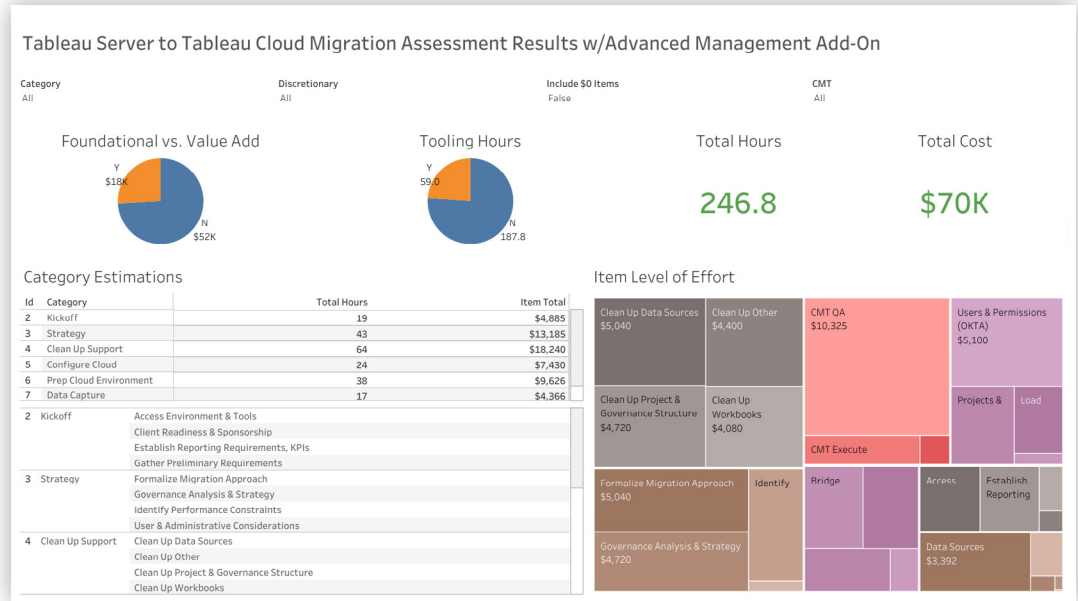 Tableau Server to Tableau Cloud Migration Assessment Results w/Advanced Management Add-On
Category
All
Discretionary
All
Include $0 Items
False
CMT
All
Foundational vs. Value Add
Y
$18K
N
$52K
Tooling Hours
Y
59.0
N
187.8
Total Hours
246.8
Total Cost
$70K
Category Estimations
Id Category Total Hours Item Total
2 Kickoff 19 $4,885
3 Strategy 43 $13,185
4 Clean Up Support 64 $18,240
5 Configure Cloud 24 $7,430
6 Prep Cloud Environment 38 $9,626
7 Data Capture 17 $4,366
2 Kickoff Access Environment & Tools
Client Readiness & Sponsorship
Establish Reporting Requirements, KPIs
Gather Preliminary Requirements
3 Strategy Formalize Migration Approach
Governance Analysis & Strategy
Identify Performance Constraints
User & Administrative Considerations
4 Clean Up Support Clean Up Data Sources
Clean Up Other
Clean Up Project & Governance Structure
Clean Up Workbooks
Item Level of Effort
Clean Up Data Sources
$5,040
Clean Up Other
$4,400
Clean Up Project &
Governance Structure
$4,720
Clean Up
Workbooks
$4,080
CMT QA
$10,325
CMT Execute
Users & Permissions
(OKTA)
$5,100
Projects &
Load
Formalize Migration Approach
$5,040
Identify
Governance Analysis & Strategy
$4,720
Bridge
Access
Establish
Reporting
Data Sources
$3,392